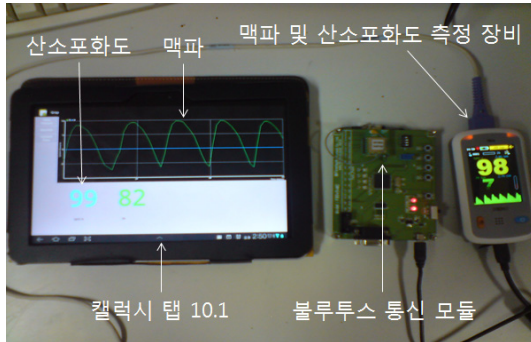 산소포화도
맥파
맥파 및 산소포화도 측정 장비
99
82
98
캘럭시 탭 10.1
불루투스 통신 모듈